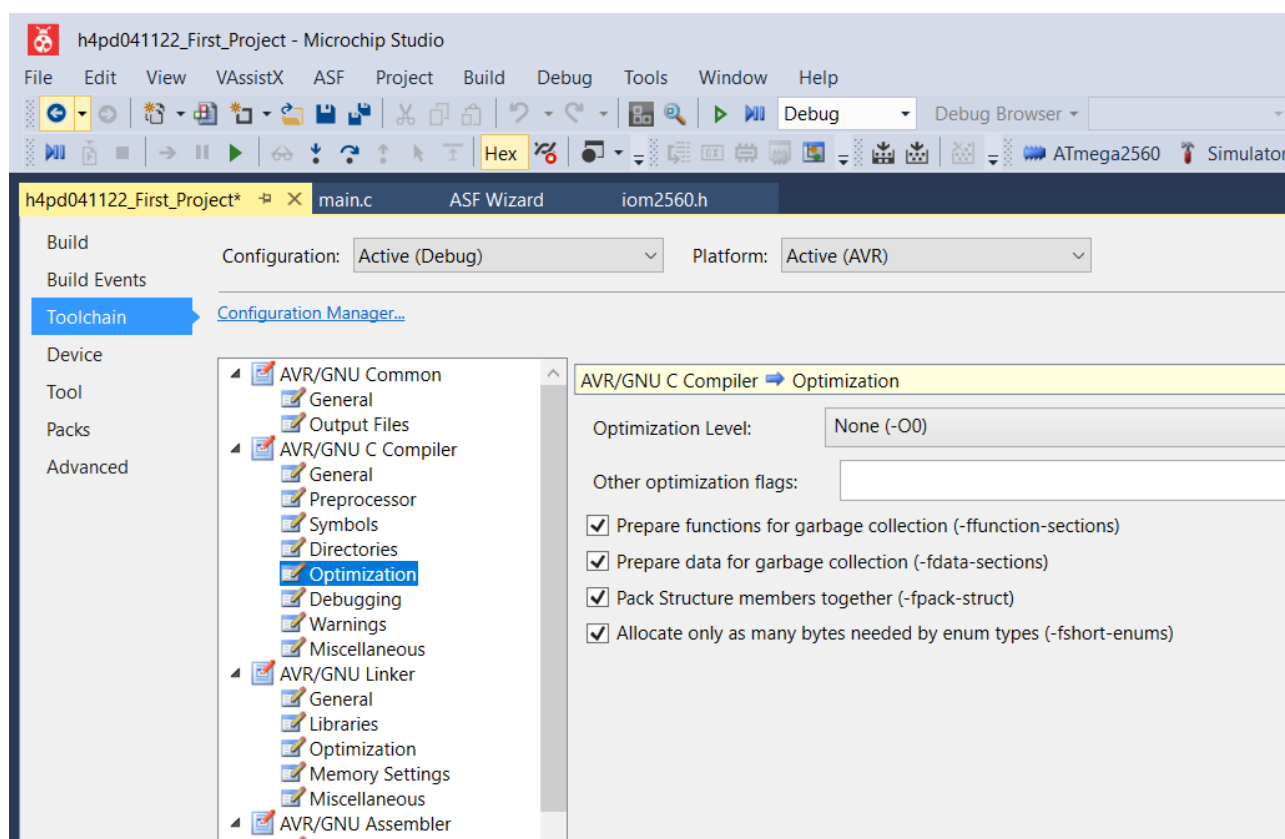 h4pd041122_First_Project - Microchip Studio
File Edit View VAssistX ASF Project Build Debug Tools Window Help
Debug Debug Browser
Hex ATmega2560 Simulator
h4pd041122_First_Project* main.c ASF Wizard iom2560.h
Build
Build Events
Toolchain
Device
Tool
Packs
Advanced
Configuration: Active (Debug) Platform: Active (AVR)
Configuration Manager...
AVR/GNU Common
General
Output Files
AVR/GNU C Compiler
General
Preprocessor
Symbols
Directories
Optimization
Debugging
Warnings
Miscellaneous
AVR/GNU Linker
General
Libraries
Optimization
Memory Settings
Miscellaneous
AVR/GNU Assembler
AVR/GNU C Compiler Optimization
Optimization Level: None (-O0)
Other optimization flags:
Prepare functions for garbage collection (-ffunction-sections)
Prepare data for garbage collection (-fdata-sections)
Pack Structure members together (-fpack-struct)
Allocate only as many bytes needed by enum types (-fshort-enums)